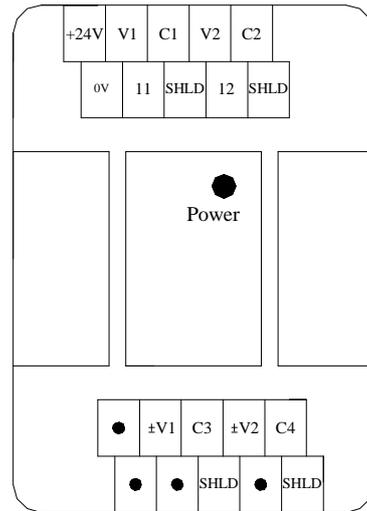 +24V V1 C1 V2 C2
0V 11 SHLD 12 SHLD
Power
±V1 C3 ±V2 C4
SHLD SHLD